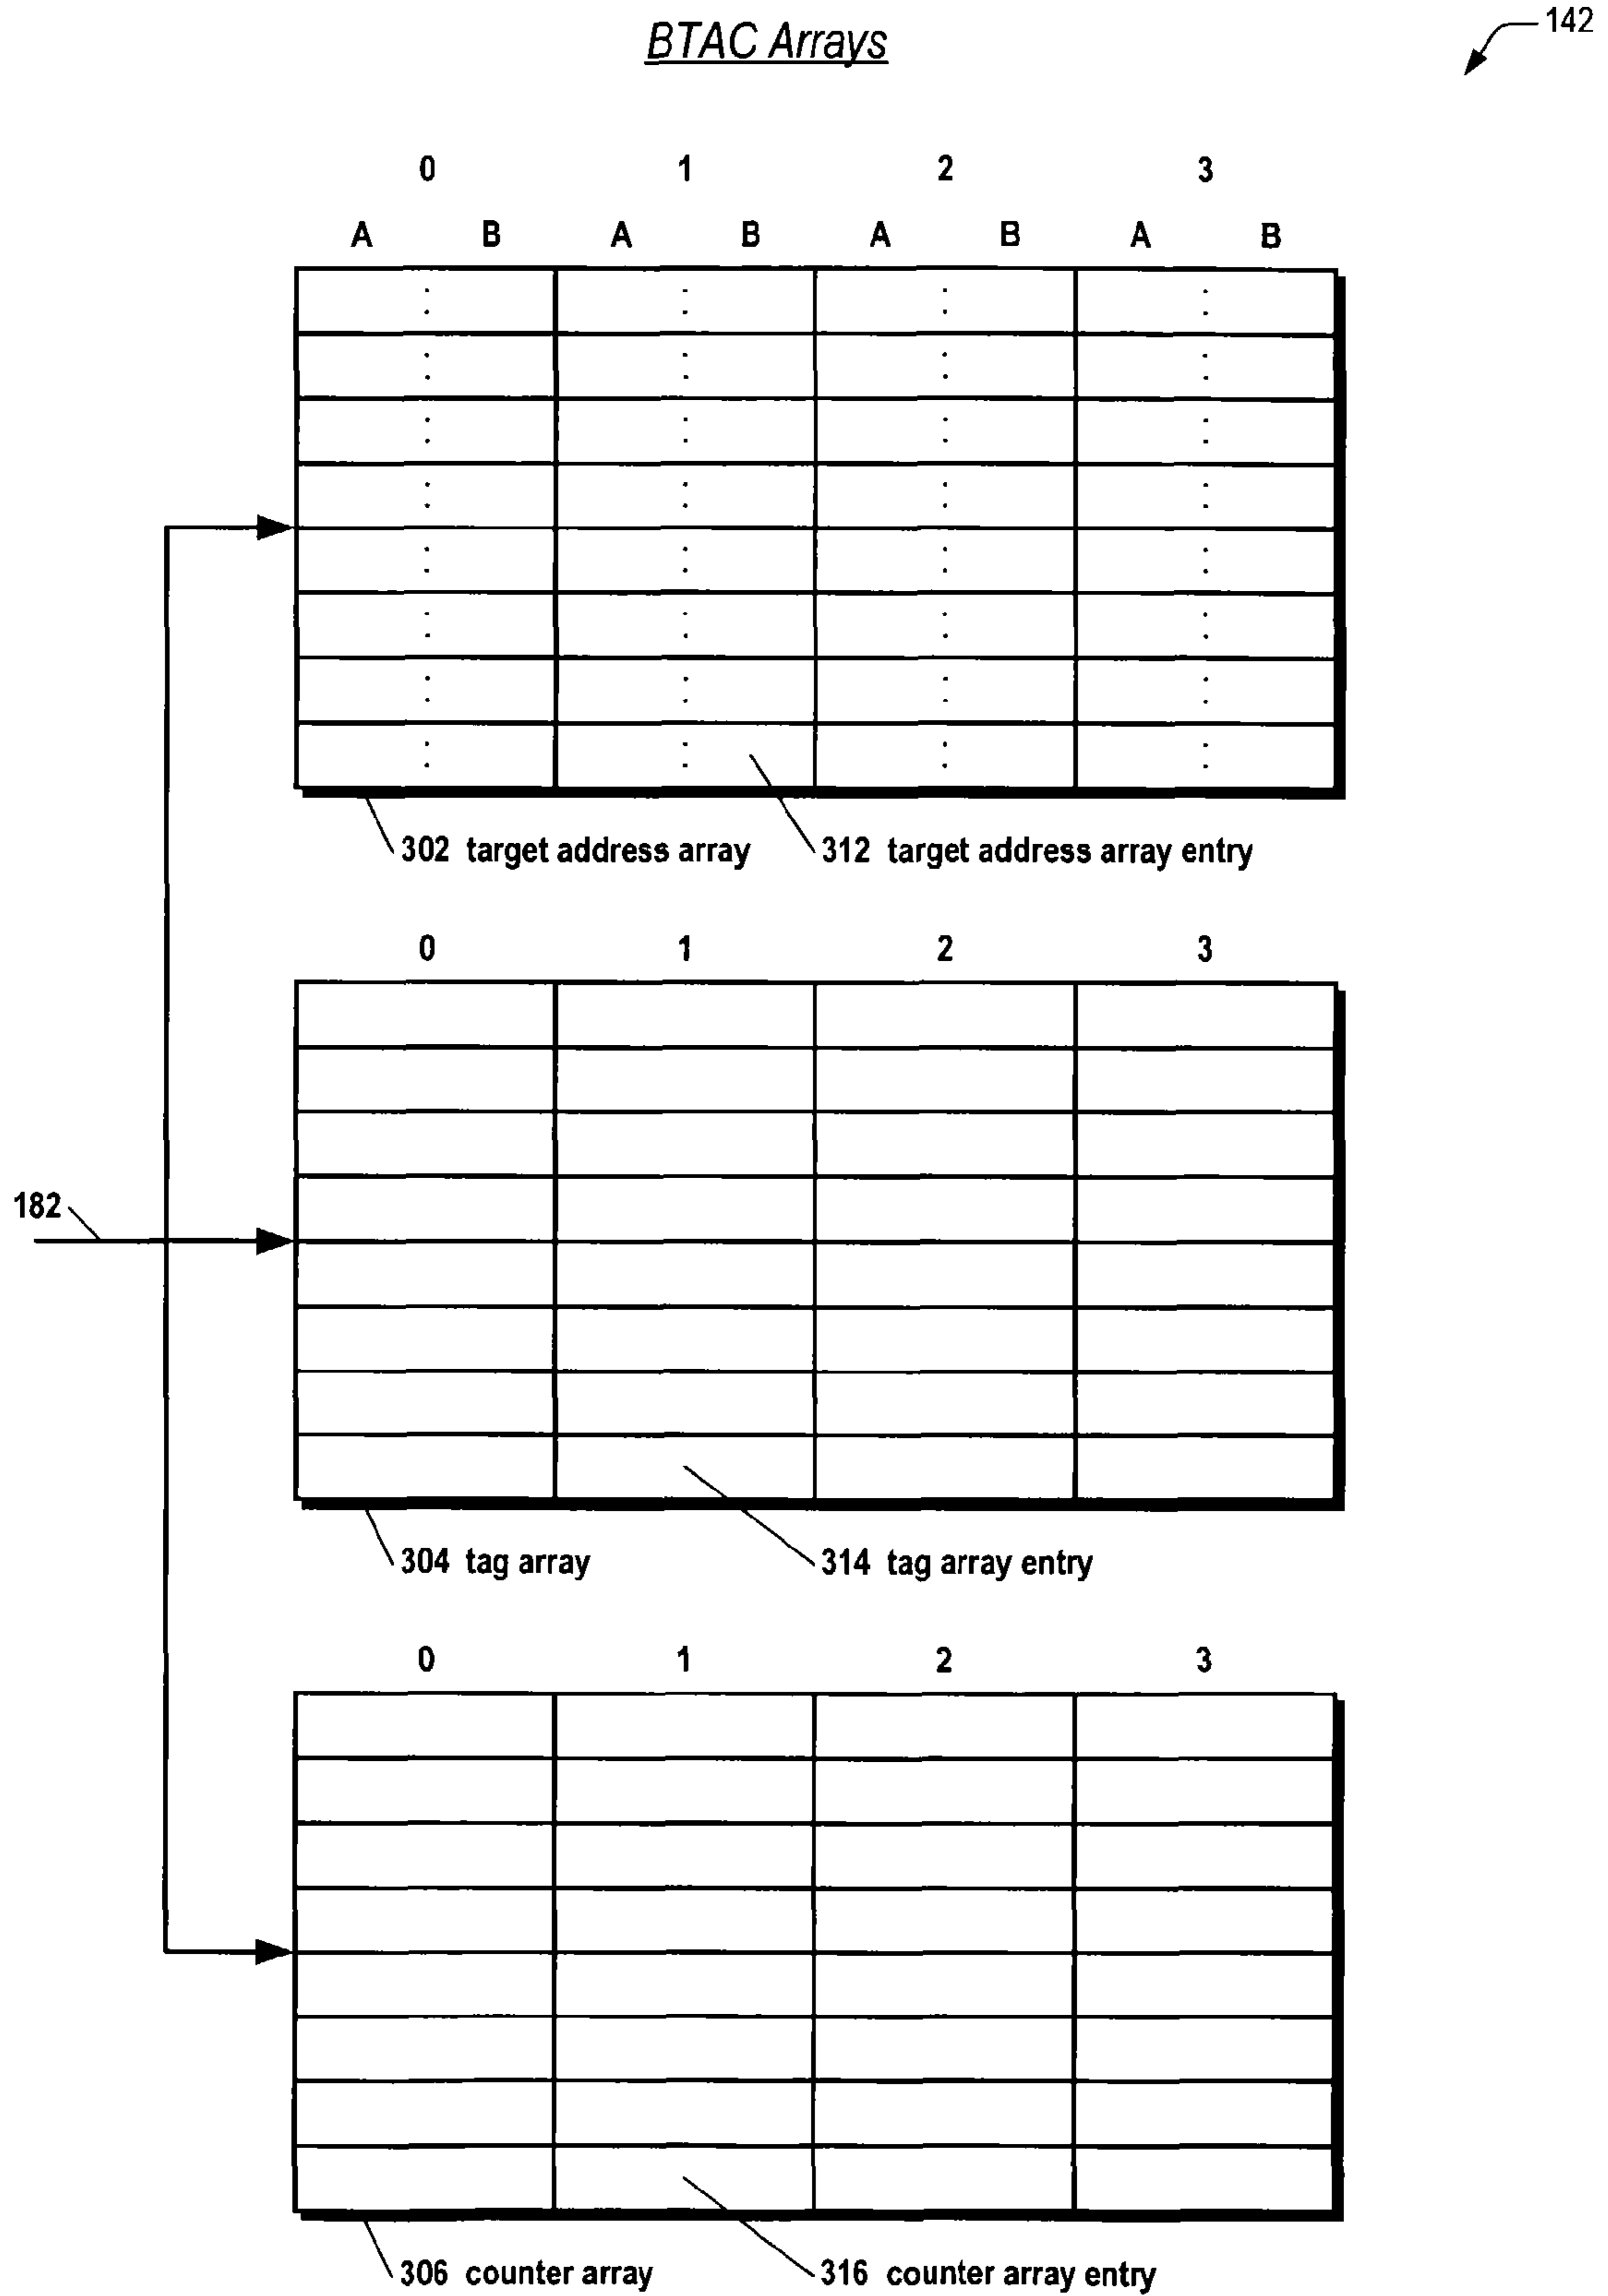 BTAC Arrays
142
0 1 2 3
A B A B A B A B
302 target address array
312 target address array entry
0 1 2 3
182
304 tag array
314 tag array entry
0 1 2 3
306 counter array
316 counter array entry